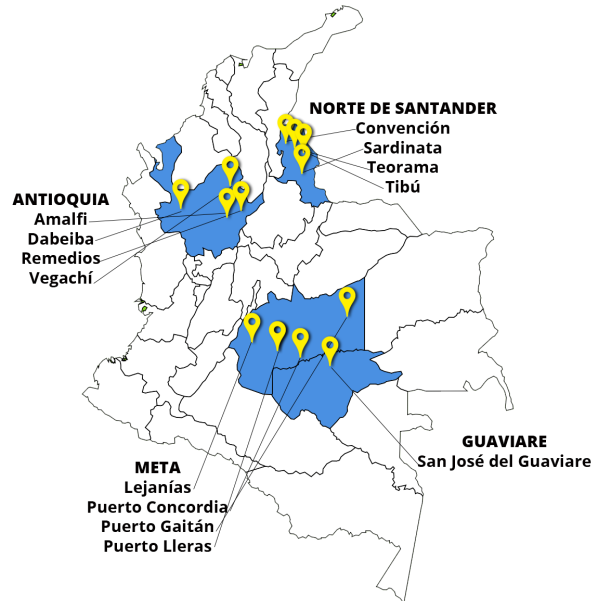 NORTE DE SANTANDER
Convención
Sardinata
Teorama
Tibú
ANTIOQUIA
Amalfi
Dabeiba
Remedios
Vegachí
GUAVIARE
San José del Guaviare
META
Lejanías
Puerto Concordia
Puerto Gaitán
Puerto Lleras